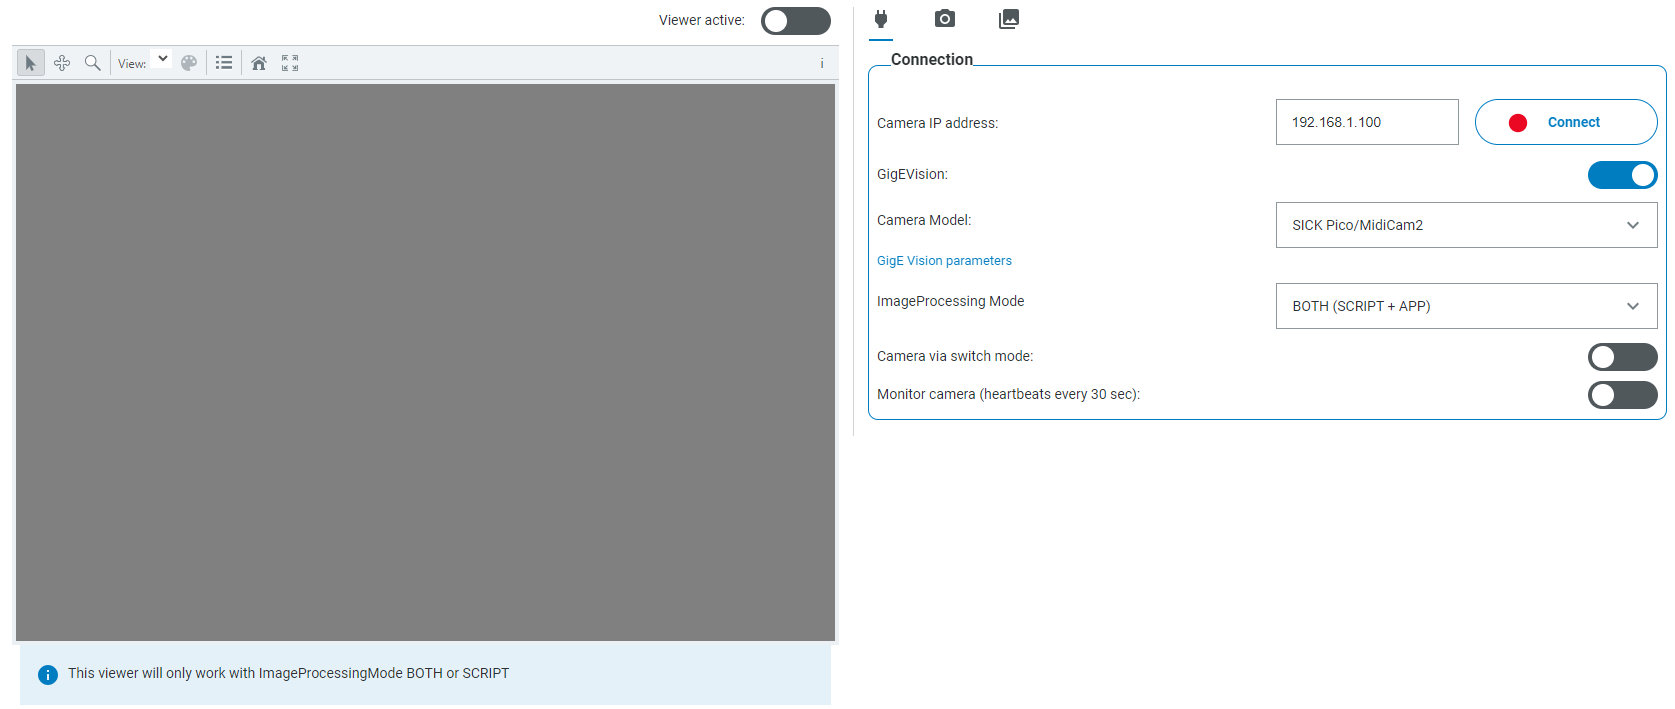 Viewer active:
View:
i
This viewer will only work with ImageProcessingMode BOTH or SCRIPT
Connection
Camera IP address:
192.168.1.100
Connect
GigEVision:
Camera Model:
SICK Pico/MidiCam2
GigE Vision parameters
ImageProcessing Mode
BOTH (SCRIPT + APP)
Camera via switch mode:
Monitor camera (heartbeats every 30 sec):